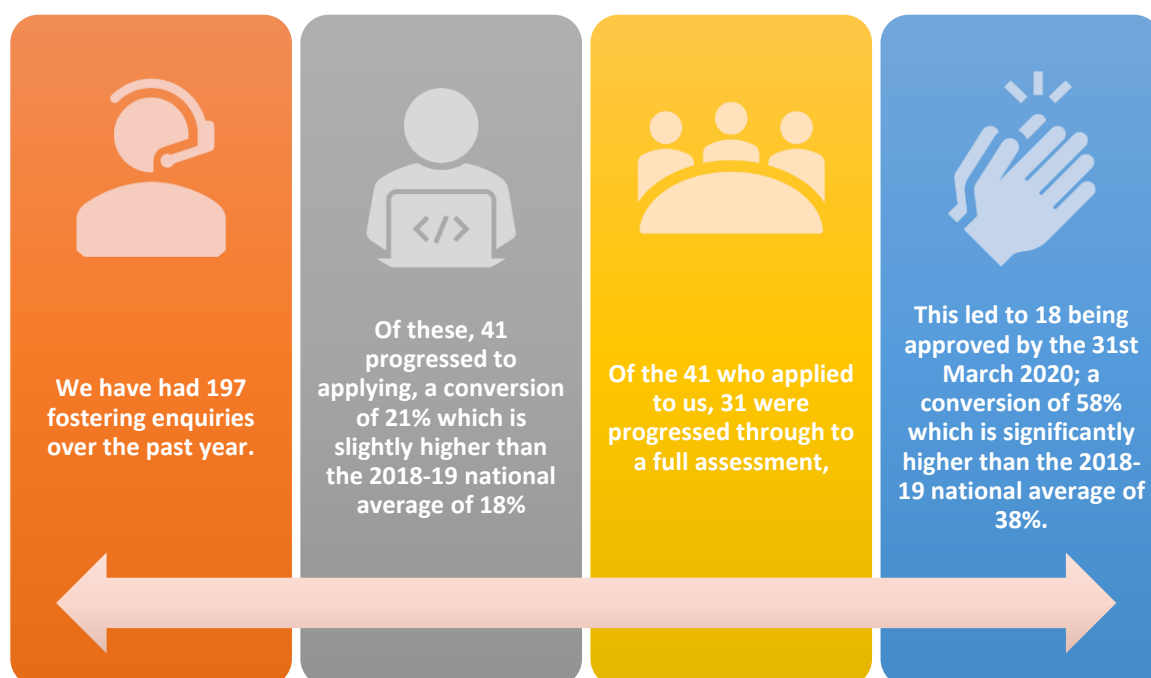 We have had 197
fostering enquiries
over the past year.
</>
Of these, 41
progressed to
applying, a conversion
of 21% which is
slightly higher than
the 2018-19 national
average of 18%
Of the 41 who applied
to us, 31 were
progressed through to
a full assessment,
This led to 18 being
approved by the 31st
March 2020; a
conversion of 58%
which is significantly
higher than the 2018-
19 national average of
38%.